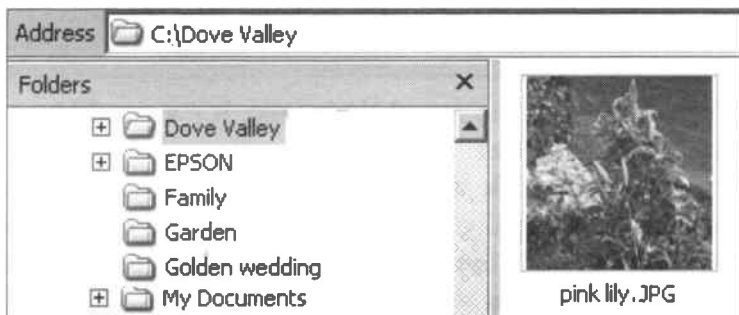 Address C:\Dove Valley
Folders
Dove Valley
EPSON
Family
Garden
Golden wedding
My Documents
pink lily.JPG